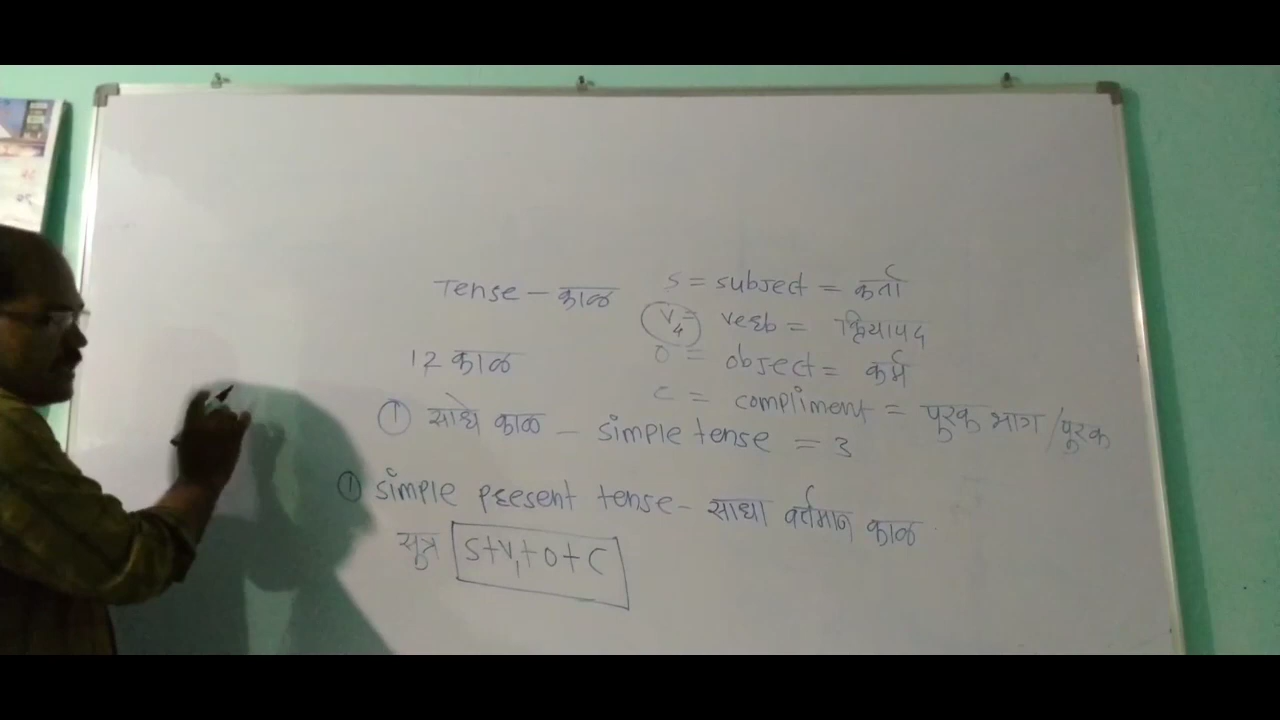 Tense - काळ
S = subject = कर्ता
V4 = verb = क्रियापद
12 काळ
O = object = कर्म
C = compliment = पूरक भाग / पूरक
① साधे काळ - simple tense = 3
① simple present tense - साधा वर्तमान काळ
सूत्र S+V1+O+C